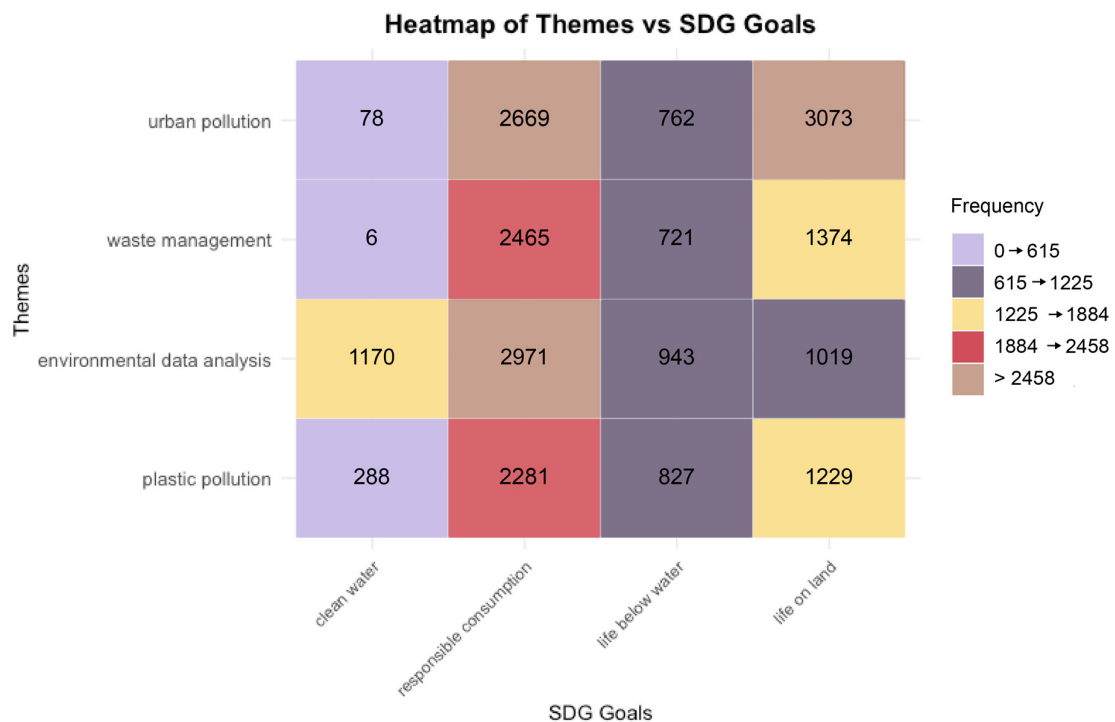 Heatmap of Themes vs SDG Goals
urban pollution 78 2669 762 3073
waste management 6 2465 721 1374
environmental data analysis 1170 2971 943 1019
plastic pollution 288 2281 827 1229
Themes
clean water
responsible consumption
life below water
life on land
SDG Goals
Frequency
0 → 615
615 → 1225
1225 → 1884
1884 → 2458
> 2458